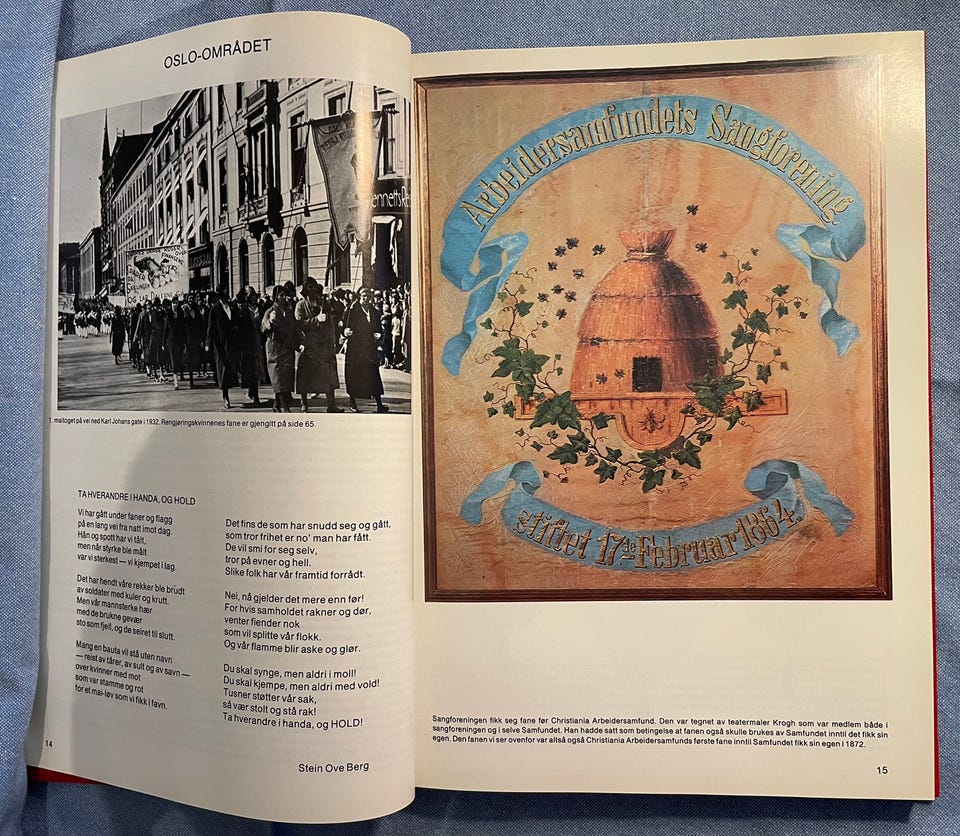 OSLO-OMRÅDET
SKILLINGEN
OG LAR DALEREN
1. maitoget på vei ned Karl Johans gate i 1932. Rengjøringskvinnenes fane er gjengitt på side 65.
TA HVERANDRE I HANDA, OG HOLD
Vi har gått under faner og flagg
på en lang vei fra natt imot dag.
Hån og spott har vi tålt,
men når styrke ble målt
var vi sterkest — vi kjempet i lag.
Det har hendt våre rekker ble brudt
av soldater med kuler og krutt.
Men vår mannsterke hær
med de brukne gevær
sto som fjell, og de seiret til slutt.
Mang en bauta vil stå uten navn
— reist av tårer, av sult og av savn —
over kvinner med mot
som var stamme og rot
for et mai-løv som vi fikk i favn.
Det fins de som har snudd seg og gått,
som tror frihet er no' man har fått.
De vil smi for seg selv,
tror på evner og hell.
Slike folk har vår framtid forrådt.
Nei, nå gjelder det mere enn før!
For hvis samholdet rakner og dør,
venter fiender nok
som vil splitte vår flokk.
Og vår flamme blir aske og glør.
Du skal synge, men aldri i moll!
Du skal kjempe, men aldri med vold!
Tusner støtter vår sak,
så vær stolt og stå rak!
Ta hverandre i handa, og HOLD!
Stein Ove Berg
14
Arbeidersamfundets Sangforening
stiftet 17de Februar 1864.
Sangforeningen fikk seg fane før Christiania Arbeidersamfund. Den var tegnet av teatermaler Krogh som var medlem både i
sangforeningen og i selve Samfundet. Han hadde satt som betingelse at fanen også skulle brukes av Samfundet inntil det fikk sin
egen. Den fanen vi ser ovenfor var altså også Christiania Arbeidersamfunds første fane inntil Samfundet fikk sin egen i 1872.
15